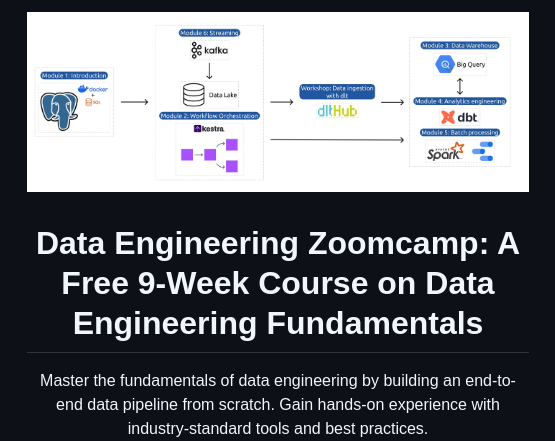 Module 1: Introduction
docker
+
SQL
Module 6: Streaming
kafka
Data Lake
Module 2: Workflow Orchestration
kestra
Workshop: Data ingestion
with dlt
dltHub
Module 3: Data Warehouse
Big Query
Module 4: Analytics engineering
dbt
Module 5: Batch processing
APACHE
Spark
Data Engineering Zoomcamp: A
Free 9-Week Course on Data
Engineering Fundamentals
Master the fundamentals of data engineering by building an end-to-
end data pipeline from scratch. Gain hands-on experience with
industry-standard tools and best practices.